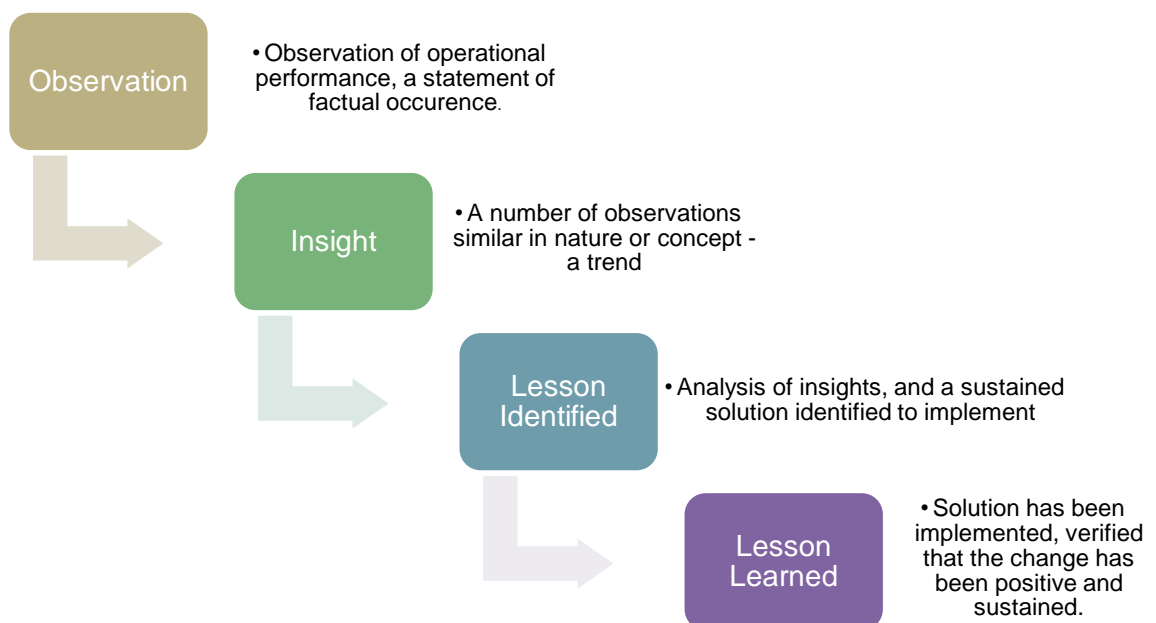 Observation
• Observation of operational
performance, a statement of
factual occurence.
Insight
• A number of observations
similar in nature or concept -
a trend
Lesson
Identified
• Analysis of insights, and a sustained
solution identified to implement
Lesson
Learned
• Solution has been
implemented, verified
that the change has
been positive and
sustained.